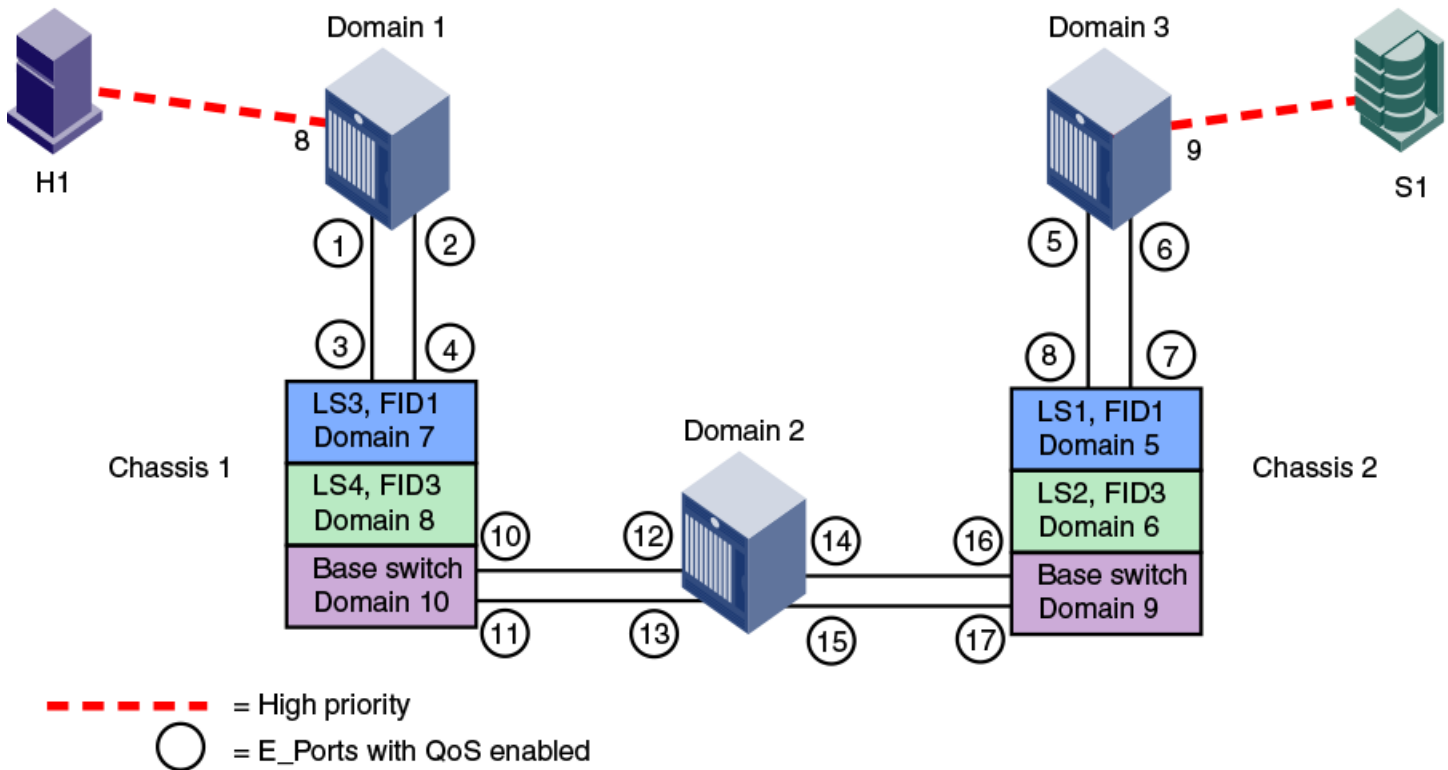 Domain 1
Domain 3
8
9
H1
S1
1
2
5
6
3
4
8
7
LS3, FID1
Domain 7
LS4, FID3
Domain 8
Base switch
Domain 10
Chassis 1
Domain 2
LS1, FID1
Domain 5
LS2, FID3
Domain 6
Base switch
Domain 9
Chassis 2
10
12
14
16
11
13
15
17
= High priority
= E_Ports with QoS enabled